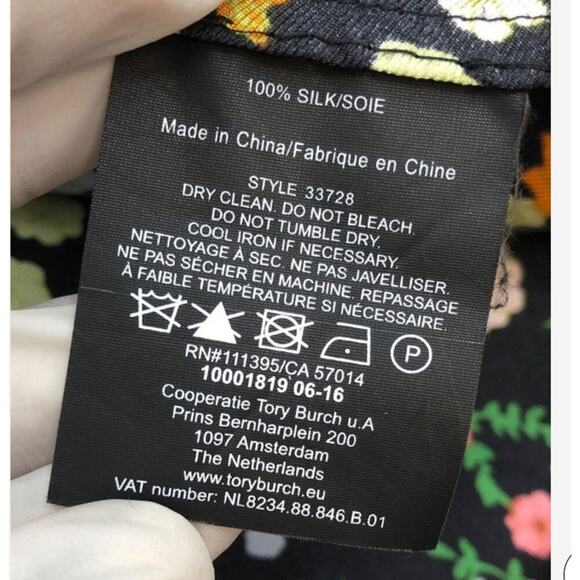 100% SILK/SOIE
Made in China/Fabrique en Chine
STYLE 33728
DRY CLEAN. DO NOT BLEACH.
DO NOT TUMBLE DRY.
COOL IRON IF NECESSARY.
NETTOYAGE À SEC. NE PAS JAVELLISER.
NE PAS SÉCHER EN MACHINE. REPASSAGE
À FAIBLE TEMPÉRATURE SI NÉCESSAIRE
P
RN#111395/CA 57014
10001819 06-16
Cooperatie Tory Burch u.A
Prins Bernharplein 200
1097 Amsterdam
The Netherlands
www.toryburch.eu
VAT number: NL8234.88.846.B.01